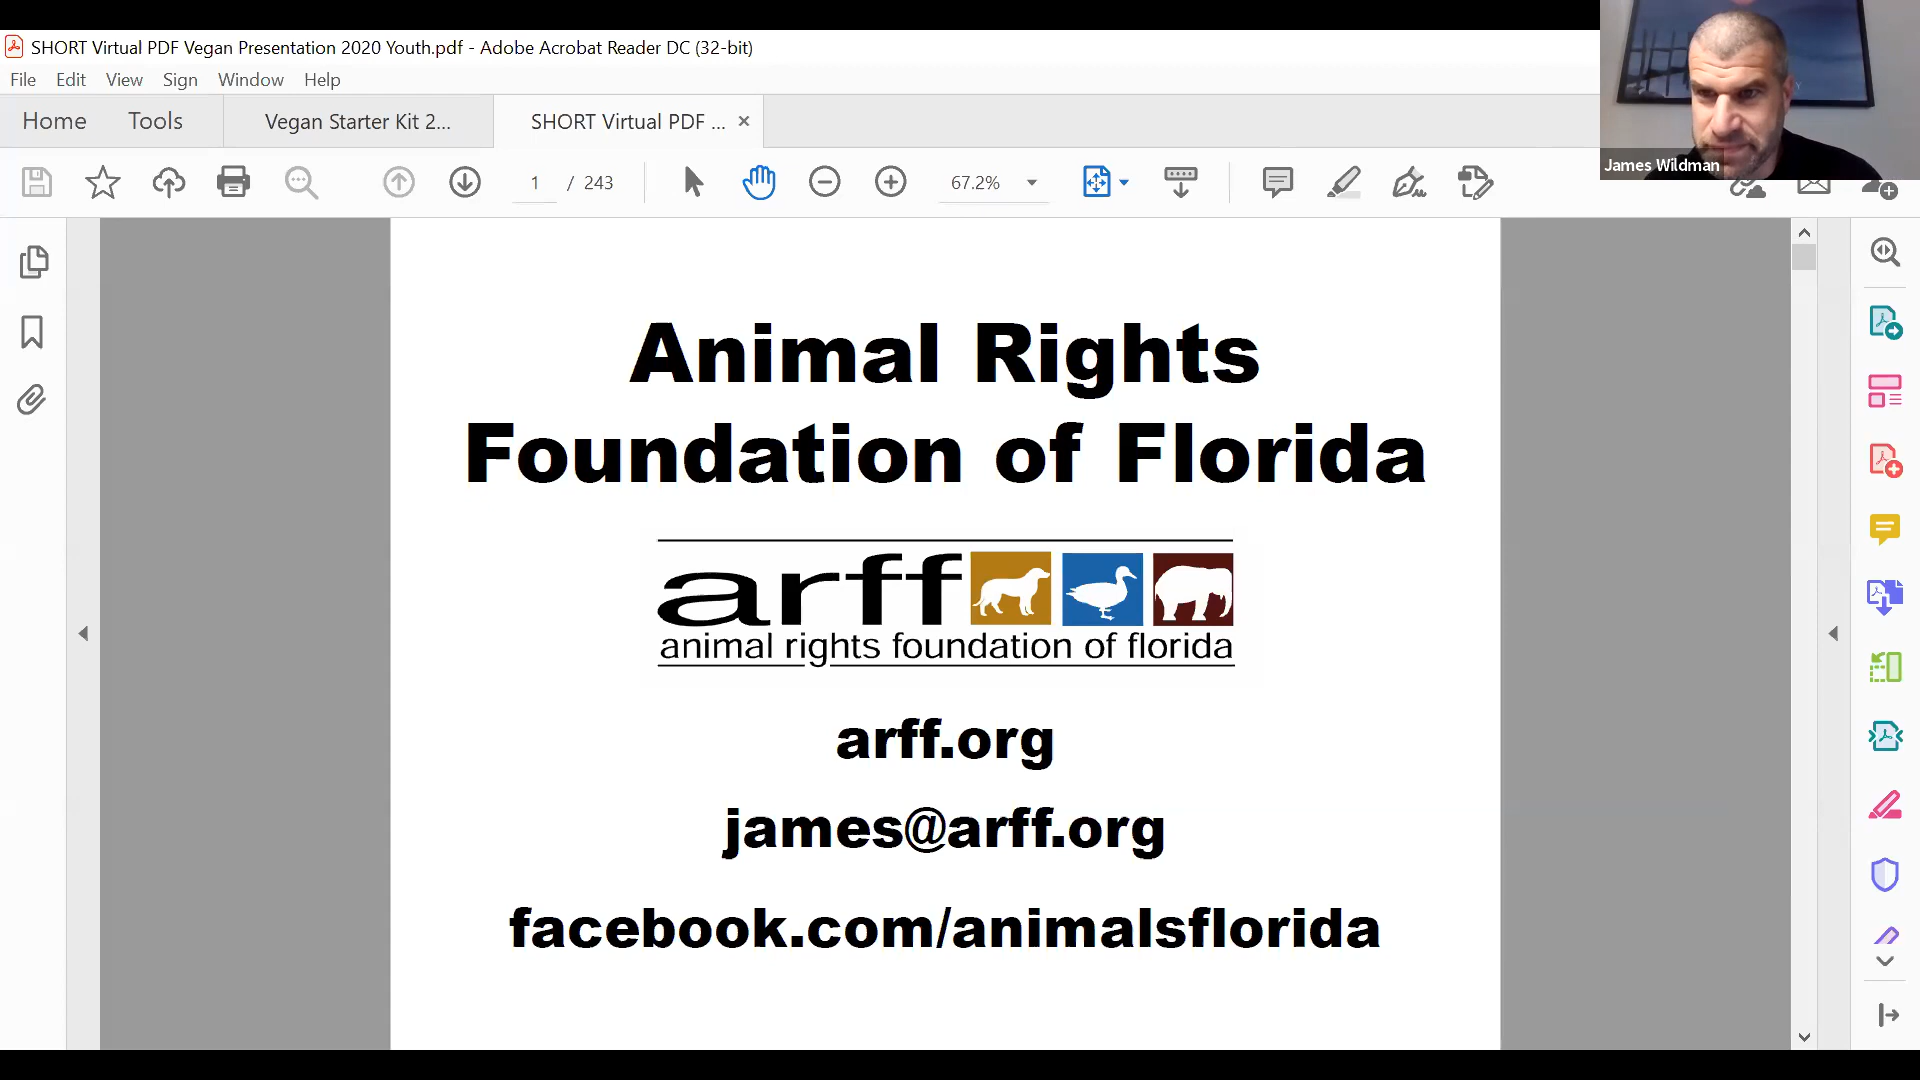 SHORT Virtual PDF Vegan Presentation 2020 Youth.pdf - Adobe Acrobat Reader DC (32-bit)
File Edit View Sign Window Help
Home Tools Vegan Starter Kit 2... SHORT Virtual PDF ... ×
1 / 243 67.2%
James Wildman
Animal Rights
Foundation of Florida
arff
animal rights foundation of florida
arff.org
james@arff.org
facebook.com/animalsflorida